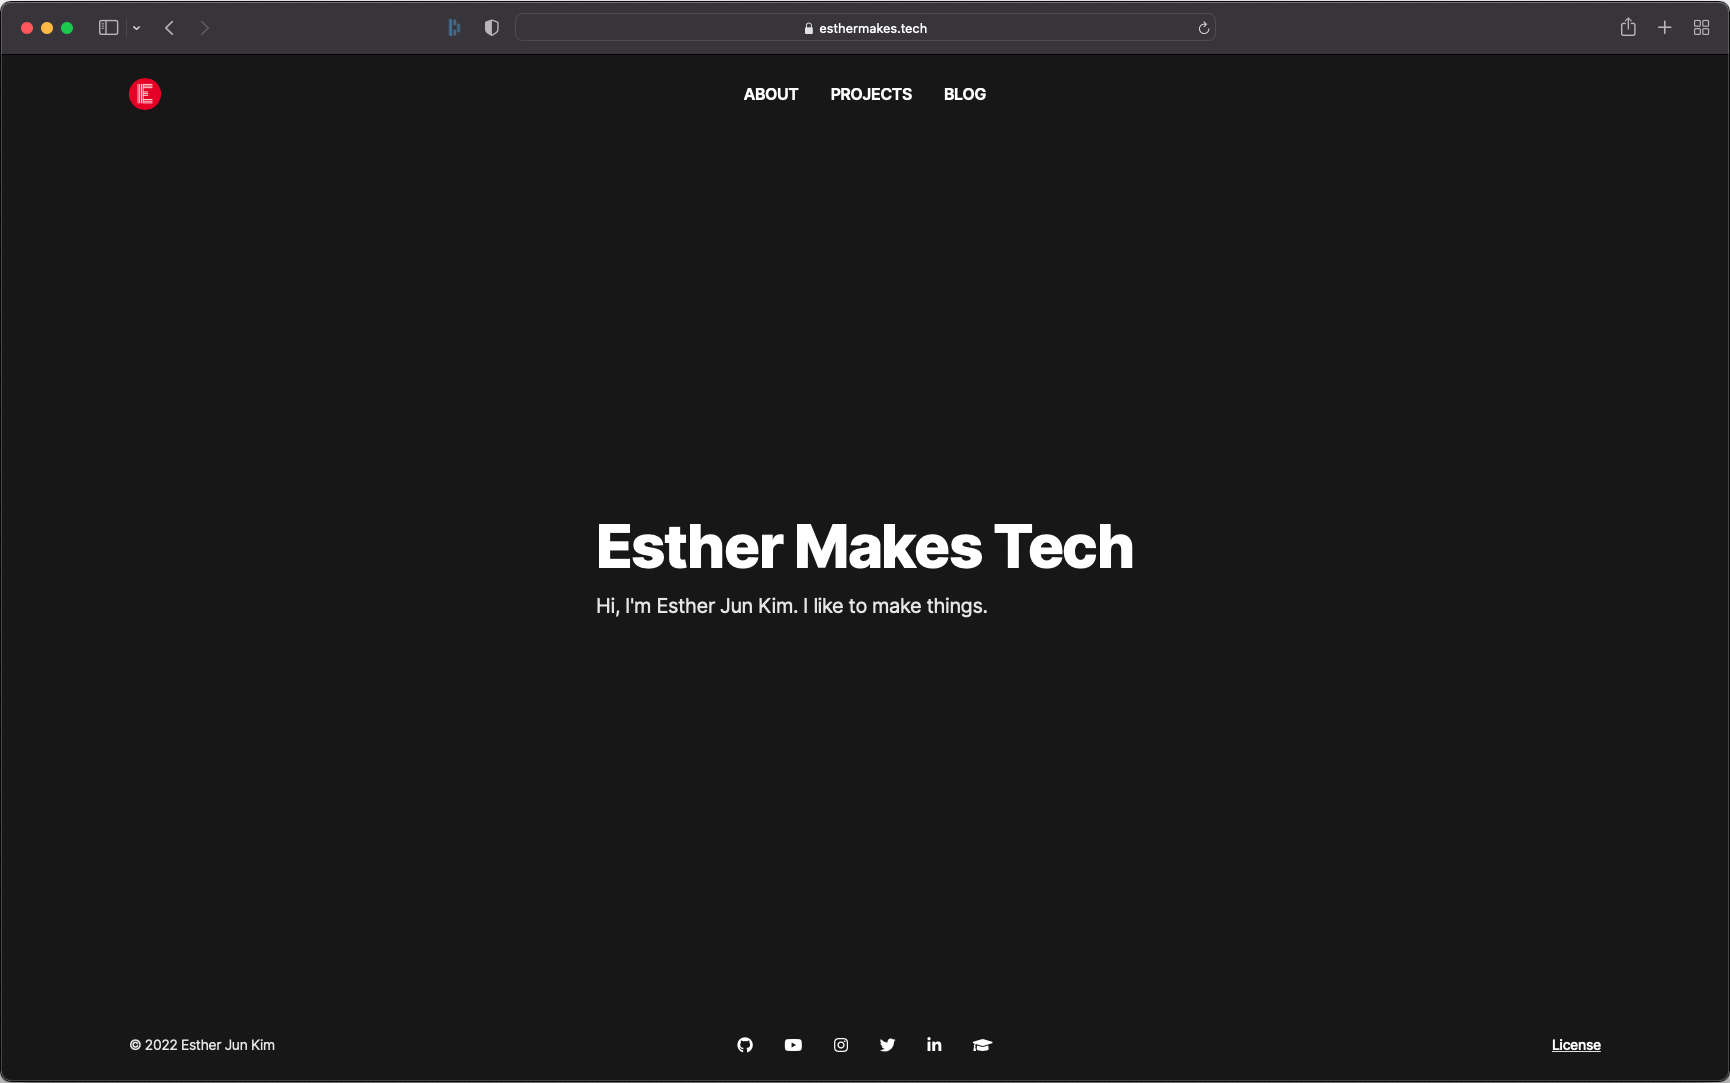 esthermakes.tech
E
ABOUT PROJECTS BLOG
Esther Makes Tech
Hi, I'm Esther Jun Kim. I like to make things.
© 2022 Esther Jun Kim
in
License